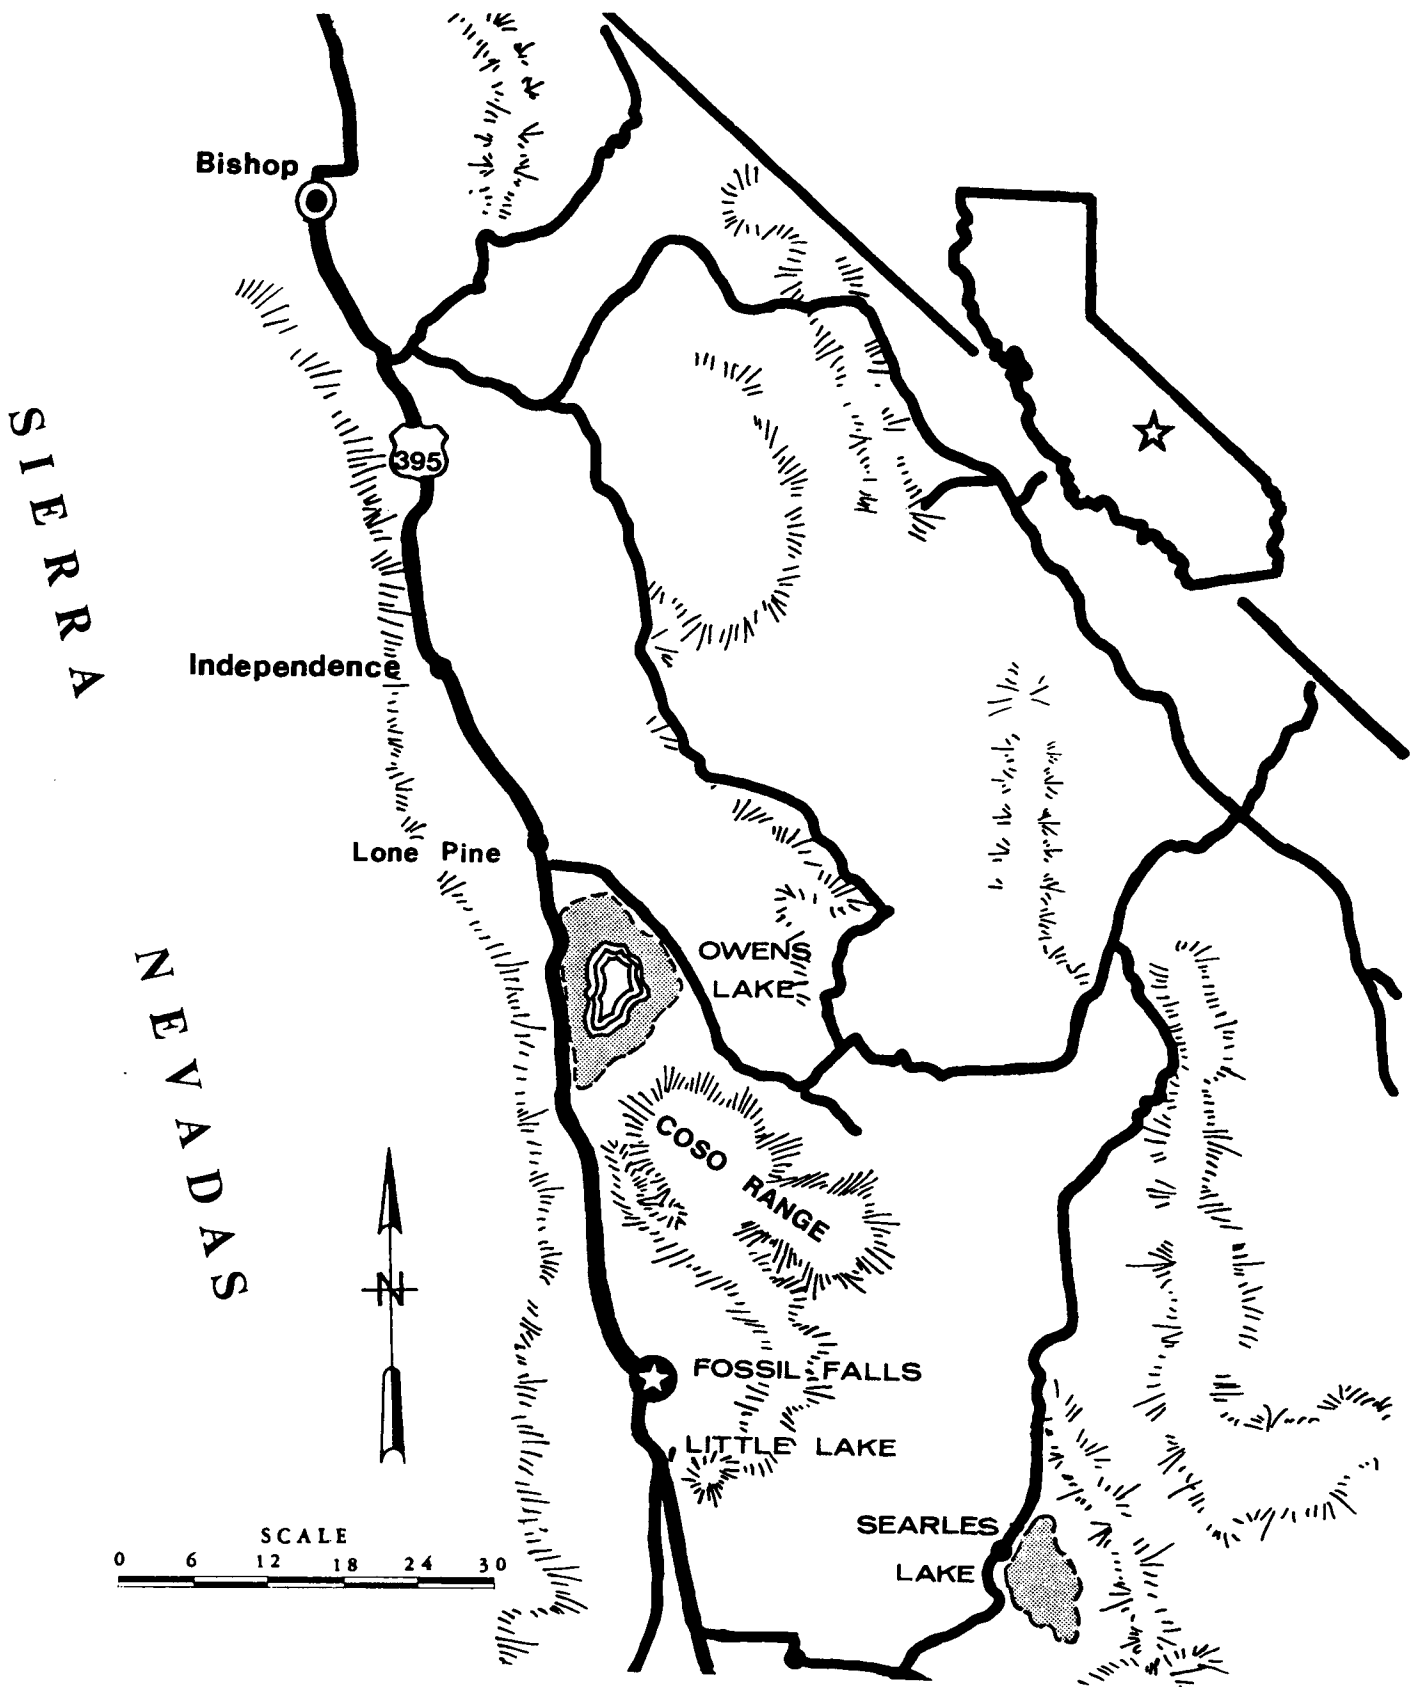 Bishop
SIERRA
395
Independence
Lone Pine
OWENS
LAKE
NEVADAS
COSO
RANGE
N
FOSSIL FALLS
LITTLE LAKE
SEARLES
LAKE
SCALE
0 6 12 18 24 30